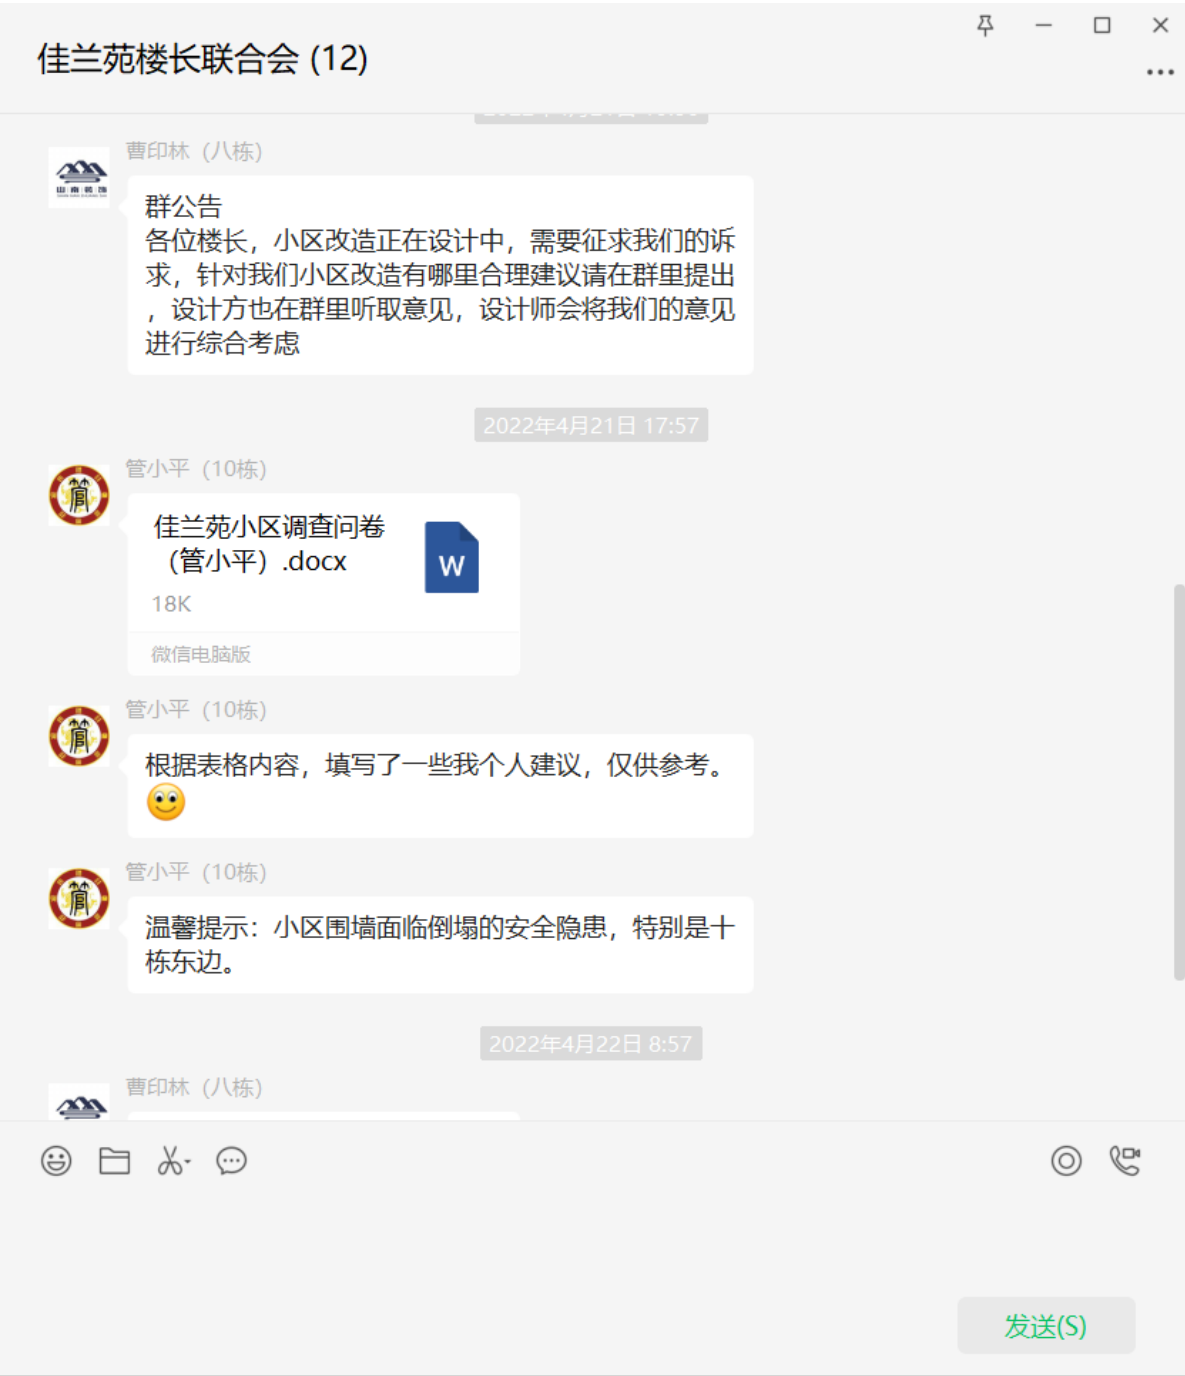 佳兰苑楼长联合会 (12)
曹印林（八栋）
群公告
各位楼长，小区改造正在设计中，需要征求我们的诉
求，针对我们小区改造有哪里合理建议请在群里提出
，设计方也在群里听取意见，设计师会将我们的意见
进行综合考虑
2022年4月21日 17:57
管小平（10栋）
佳兰苑小区调查问卷
（管小平）.docx
W
18K
微信电脑版
管小平（10栋）
根据表格内容，填写了一些我个人建议，仅供参考。
管小平（10栋）
温馨提示：小区围墙面临倒塌的安全隐患，特别是十
栋东边。
2022年4月22日 8:57
曹印林（八栋）
发送(S)